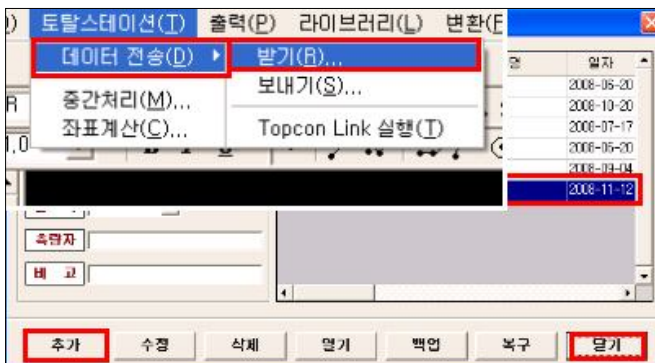 ) 토탈스테이션(T) 출력(P) 라이브러리(L) 변환(F
데이터 전송(D) 받기(R)...
보내기(S)...
중간처리(M)...
좌표계산(C)...
Topcon Link 실행(T)
R
1,0
명 일자
2008-06-20
2008-10-20
2008-07-17
2008-06-20
2008-09-04
2008-11-12
측량자
비 고
추가 수정 삭제 열기 백업 복구 닫기